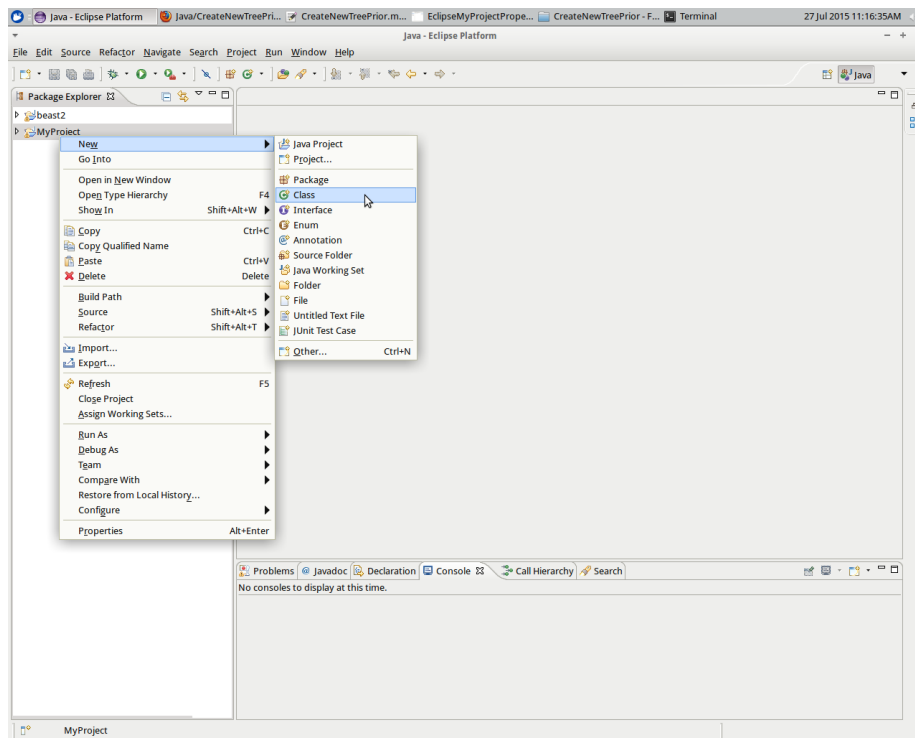 Java - Eclipse Platform Java/CreateNewTreePri... CreateNewTreePrior.m... EclipseMyProjectPrope... CreateNewTreePrior - F... Terminal 27 Jul 2015 11:16:35AM
Java - Eclipse Platform
File Edit Source Refactor Navigate Search Project Run Window Help
Java
Package Explorer
beast2
MyProject
New
Go Into
Open in New Window
Open Type Hierarchy F4
Show In Shift+Alt+W
Copy Ctrl+C
Copy Qualified Name
Paste Ctrl+V
Delete Delete
Build Path
Source Shift+Alt+S
Refactor Shift+Alt+T
Import...
Export...
Refresh F5
Close Project
Assign Working Sets...
Run As
Debug As
Team
Compare With
Restore from Local History...
Configure
Properties Alt+Enter
Java Project
Project...
Package
Class
Interface
Enum
Annotation
Source Folder
Java Working Set
Folder
File
Untitled Text File
JUnit Test Case
Other... Ctrl+N
Problems Javadoc Declaration Console Call Hierarchy Search
No consoles to display at this time.
MyProject